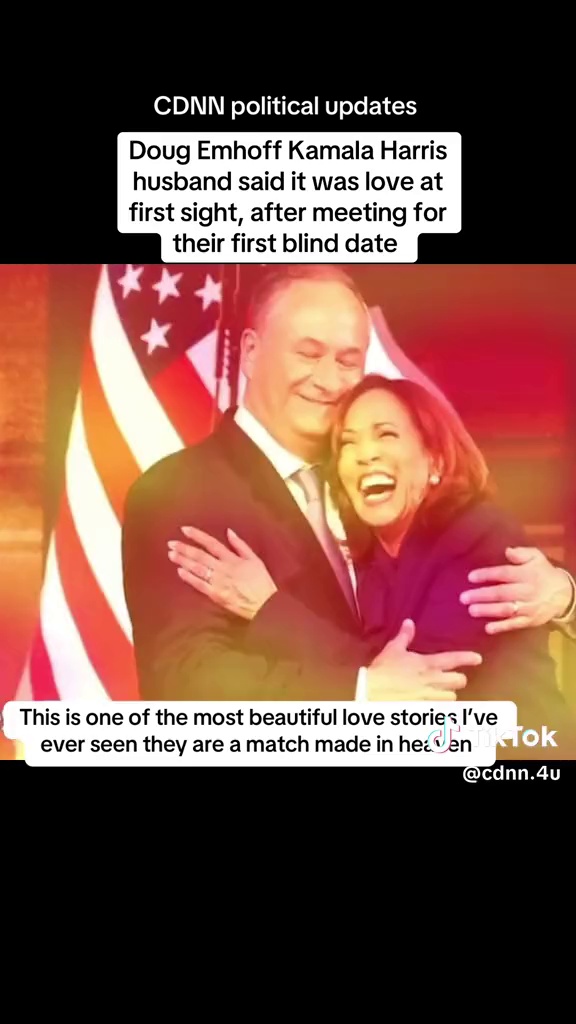 CDNN political updates
Doug Emhoff Kamala Harris
husband said it was love at
first sight, after meeting for
their first blind date
This is one of the most beautiful love stories I've
ever seen they are a match made in heaven
TikTok
@cdnn.4u